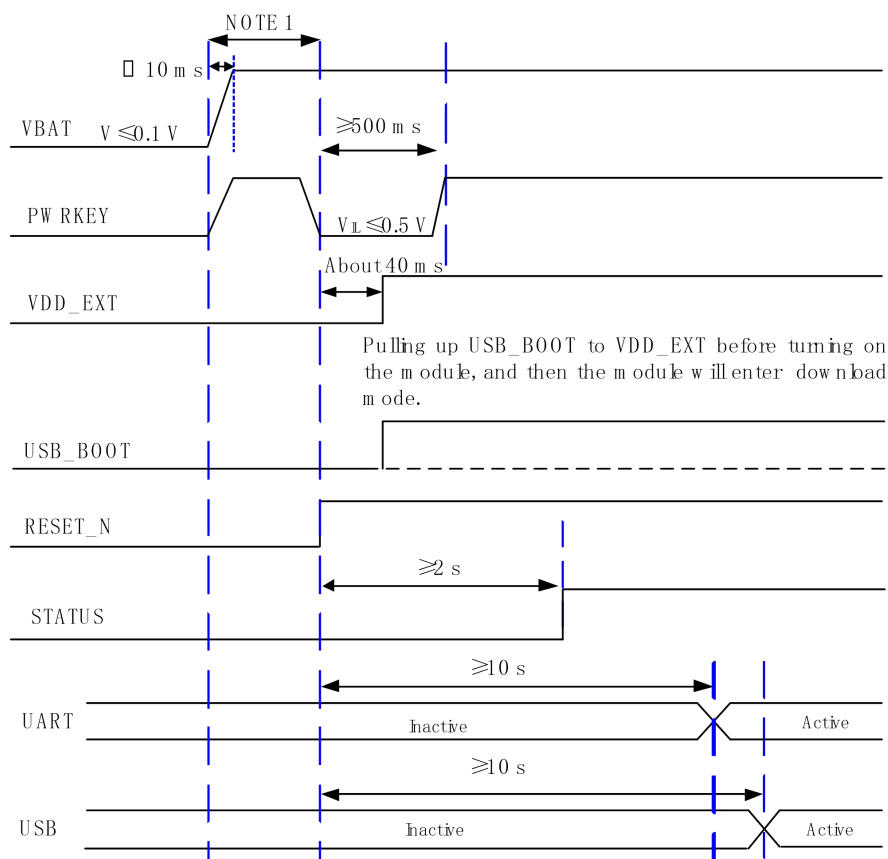 NOTE 1
□ 10 ms
VBAT V ≤0.1 V
≥500 ms
PWRKEY
V_IL ≤0.5 V
About 40 ms
VDD_EXT
Pulling up USB_BOOT to VDD_EXT before turning on
the module, and then the module will enter download
mode.
USB_BOOT
RESET_N
≥2 s
STATUS
≥10 s
UART Inactive Active
≥10 s
USB Inactive Active